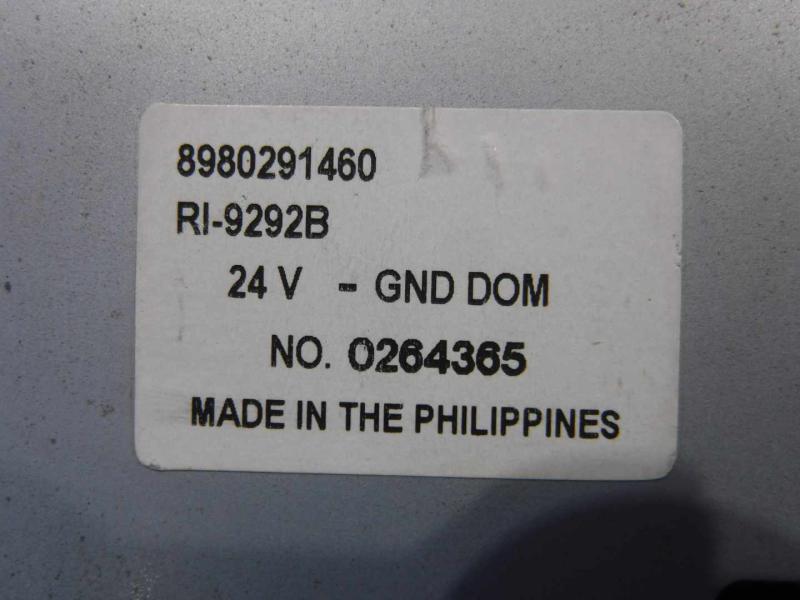 8980291460
RI-9292B
24 V - GND DOM
NO. 0264365
MADE IN THE PHILIPPINES